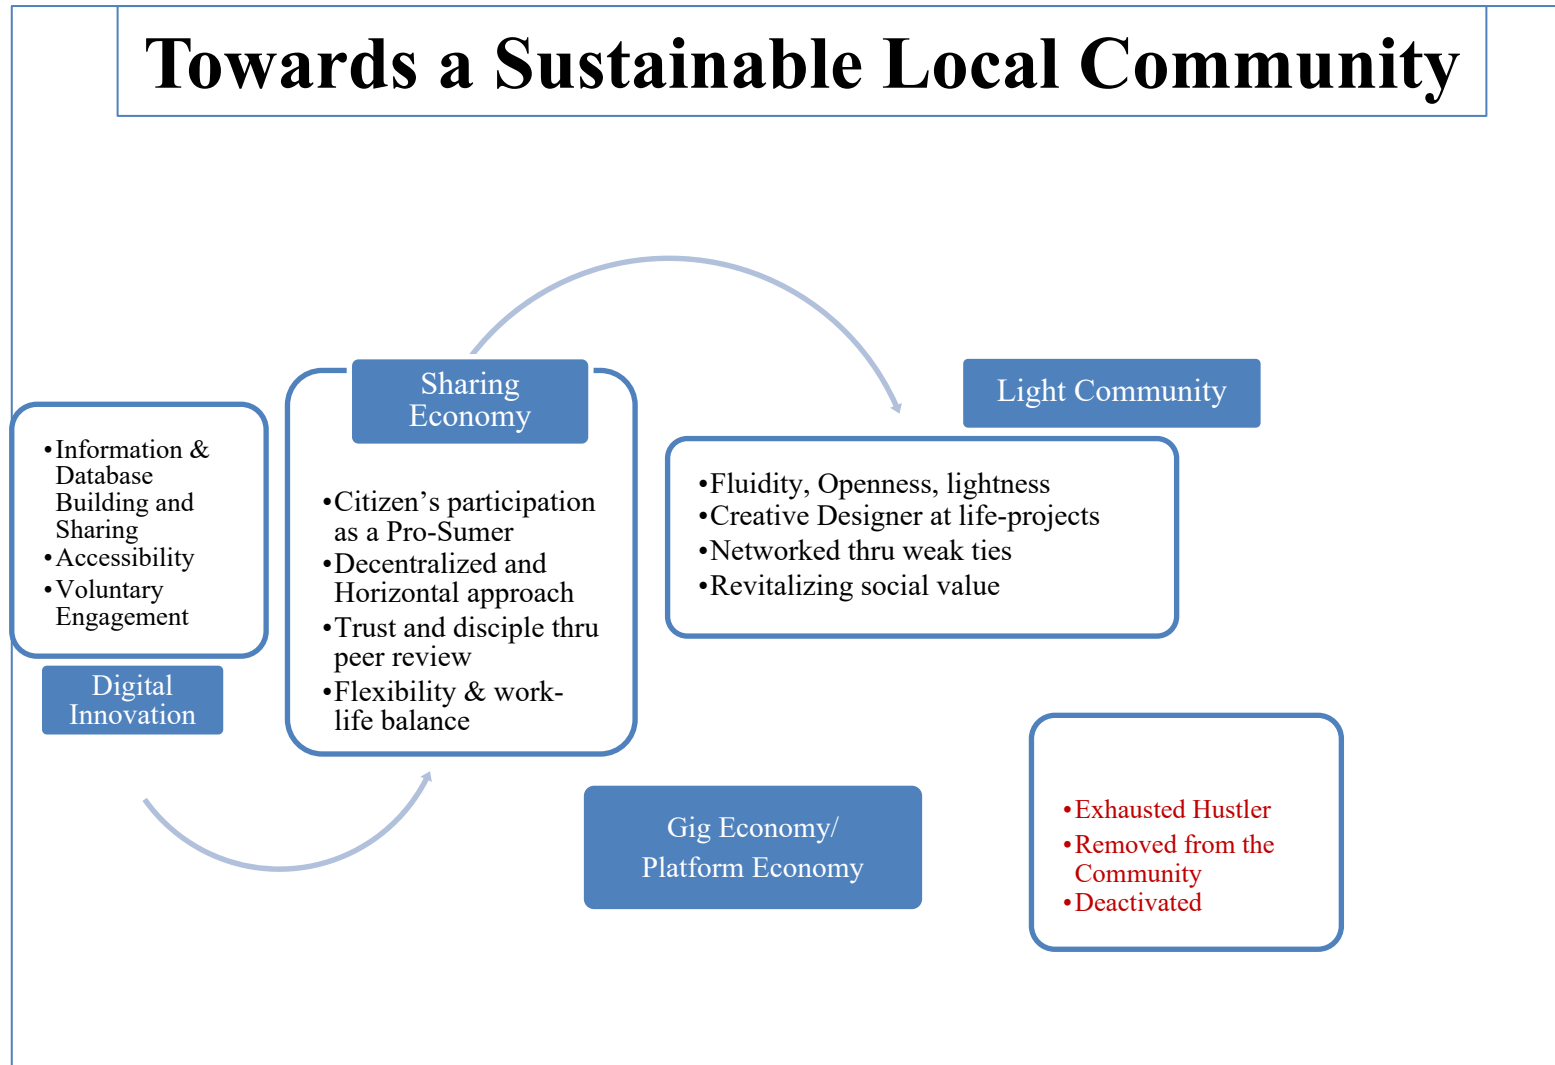 Towards a Sustainable Local Community
•Information &
Database
Building and
Sharing
•Accessibility
•Voluntary
Engagement
Digital
Innovation
Sharing
Economy
•Citizen’s participation
as a Pro-Sumer
•Decentralized and
Horizontal approach
•Trust and disciple thru
peer review
•Flexibility & work-
life balance
Light Community
•Fluidity, Openness, lightness
•Creative Designer at life-projects
•Networked thru weak ties
•Revitalizing social value
Gig Economy/
Platform Economy
•Exhausted Hustler
•Removed from the
Community
•Deactivated